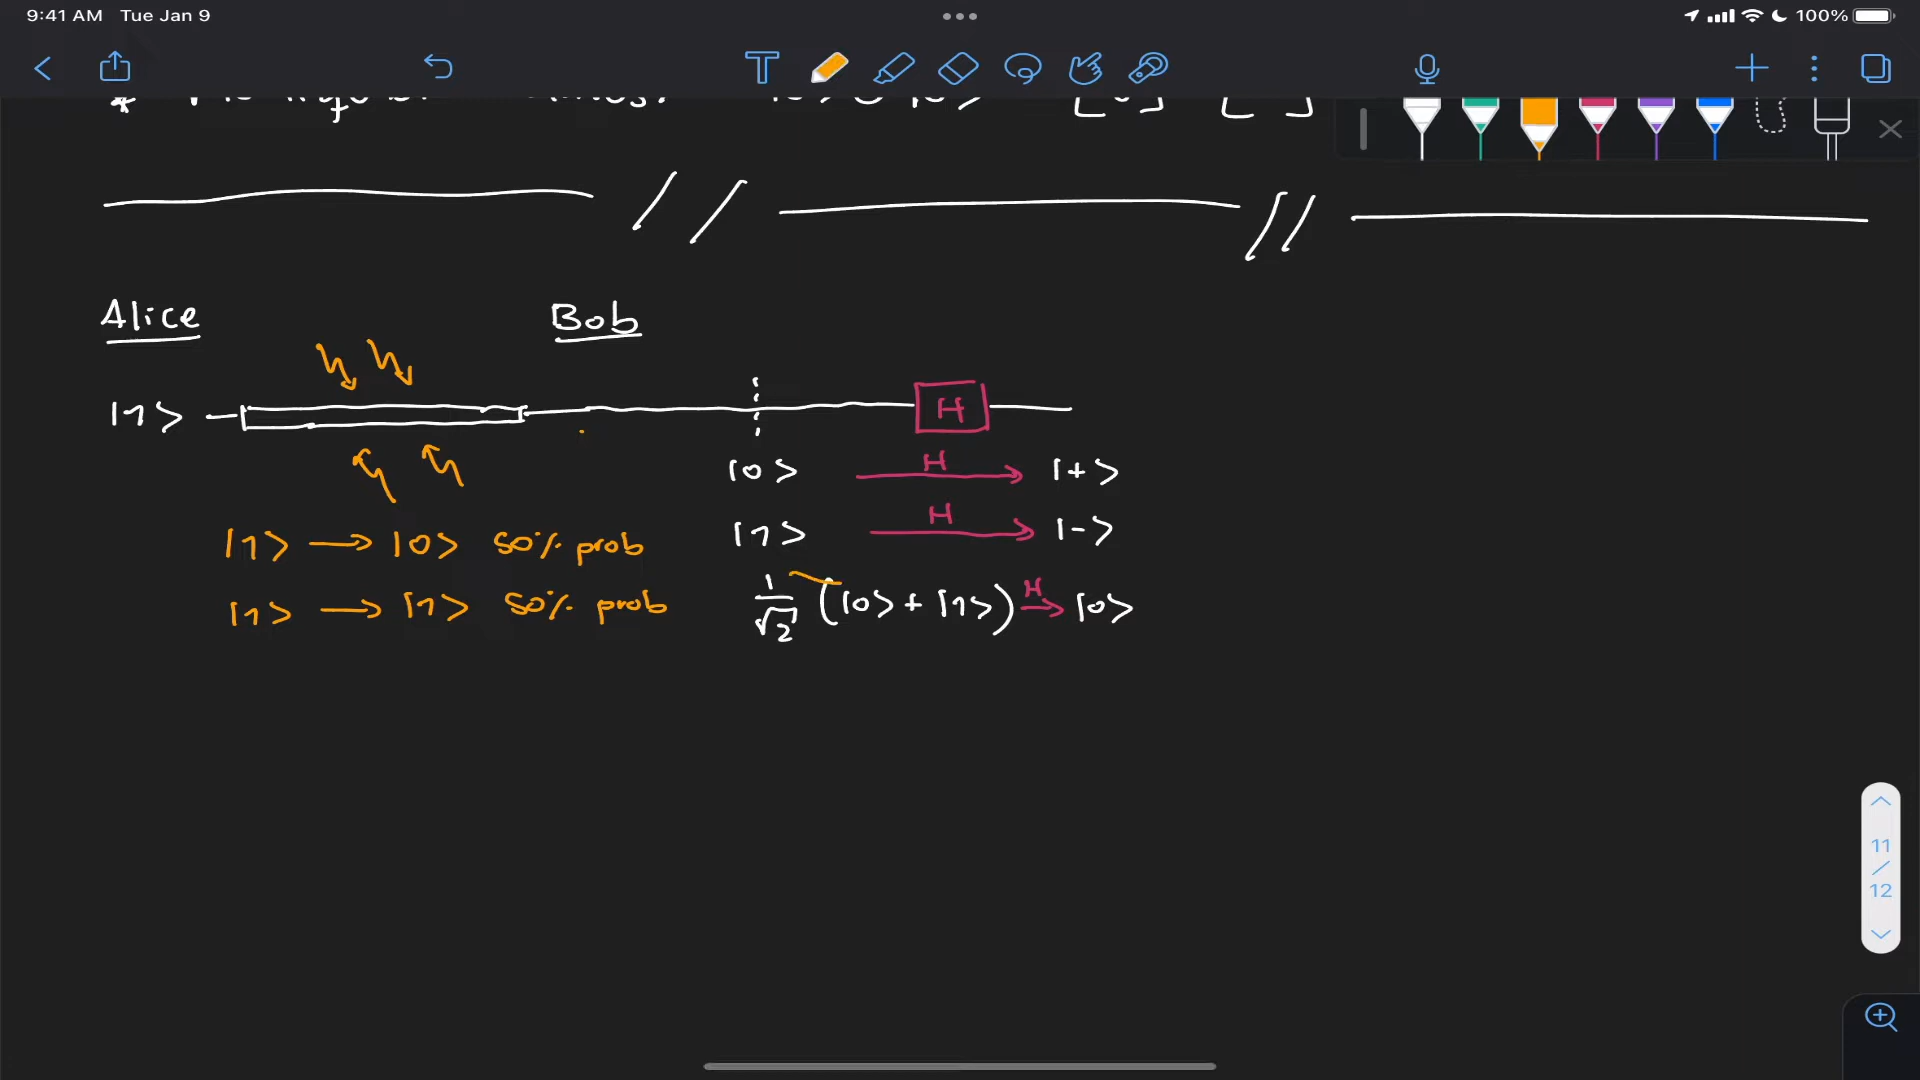 9:41 AM Tue Jan 9
100%
Alice Bob
|1>
H
|0> H |+>
|1> H |->
|1> → |0> 50% prob
|1> → |1> 50% prob
1/√2 (|0> + |1>) H → |0>
11
/
12